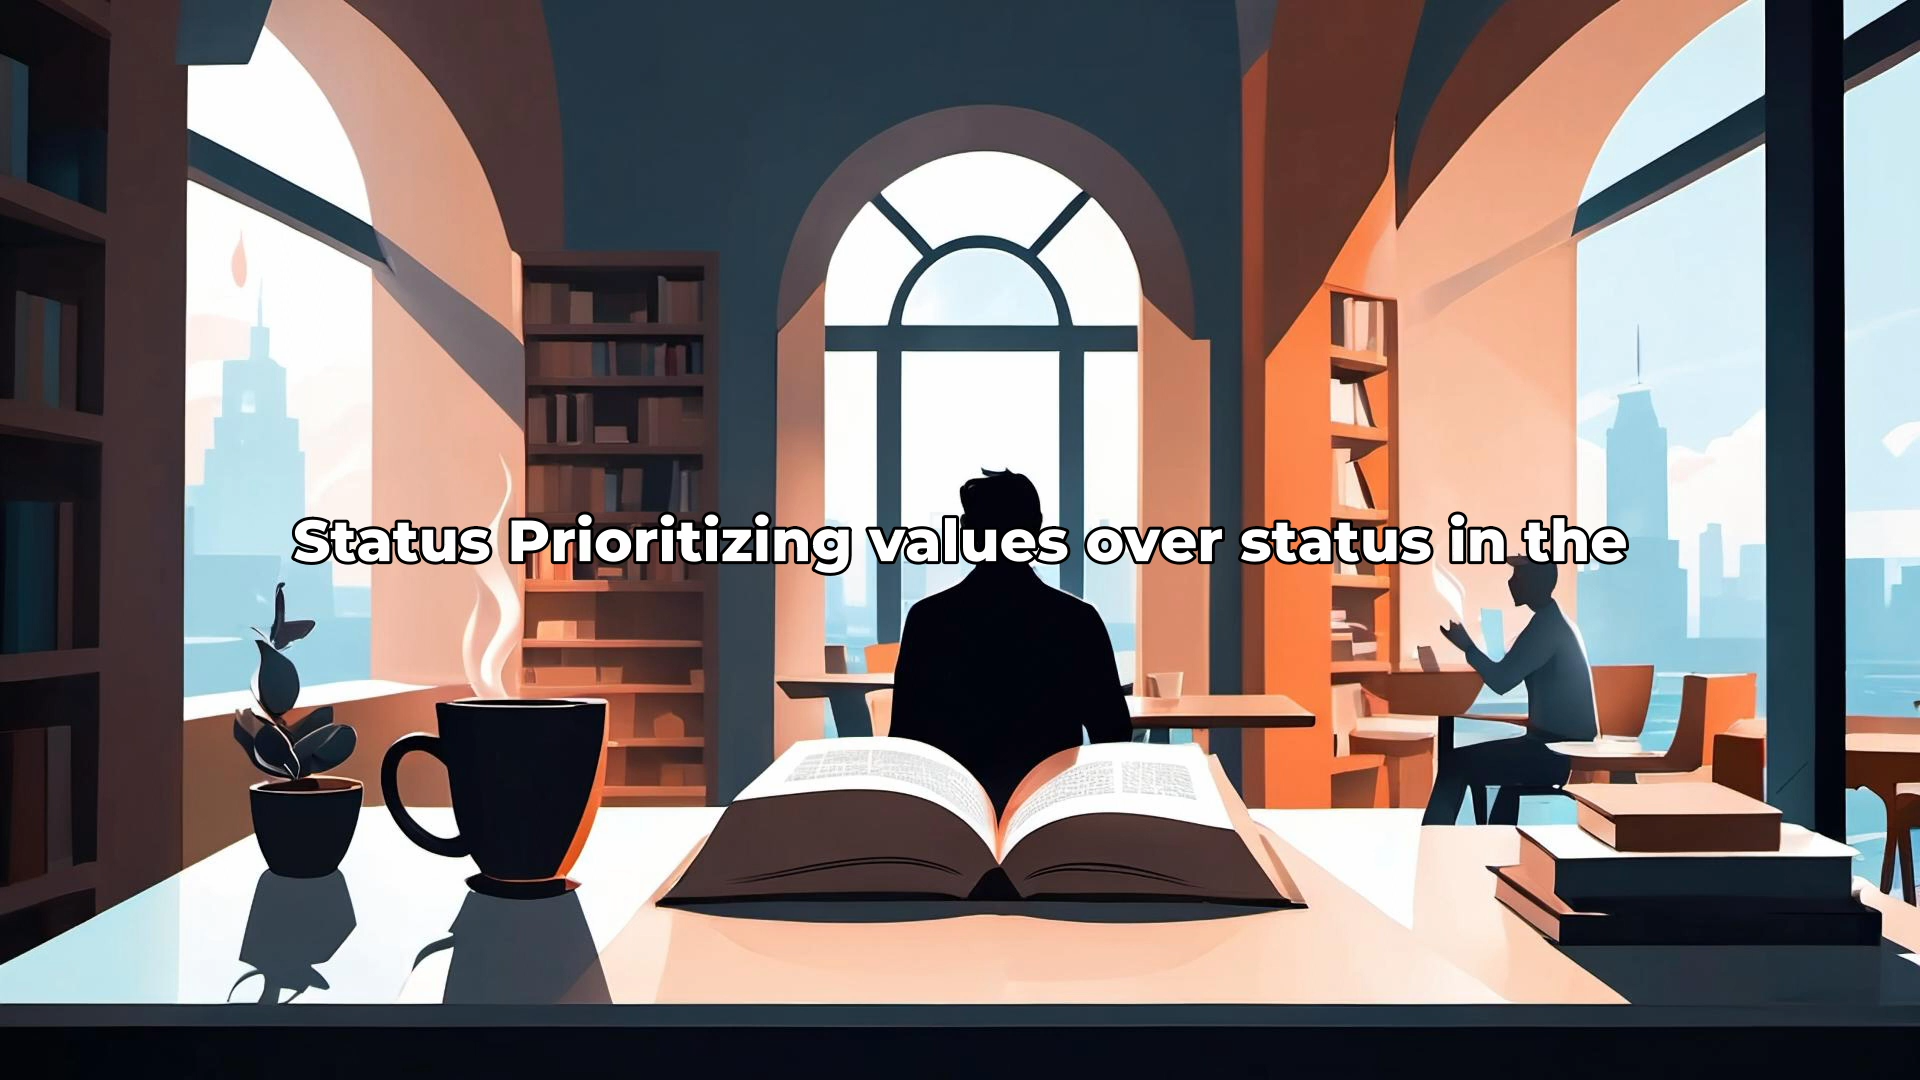 Status Prioritizing values over status in the